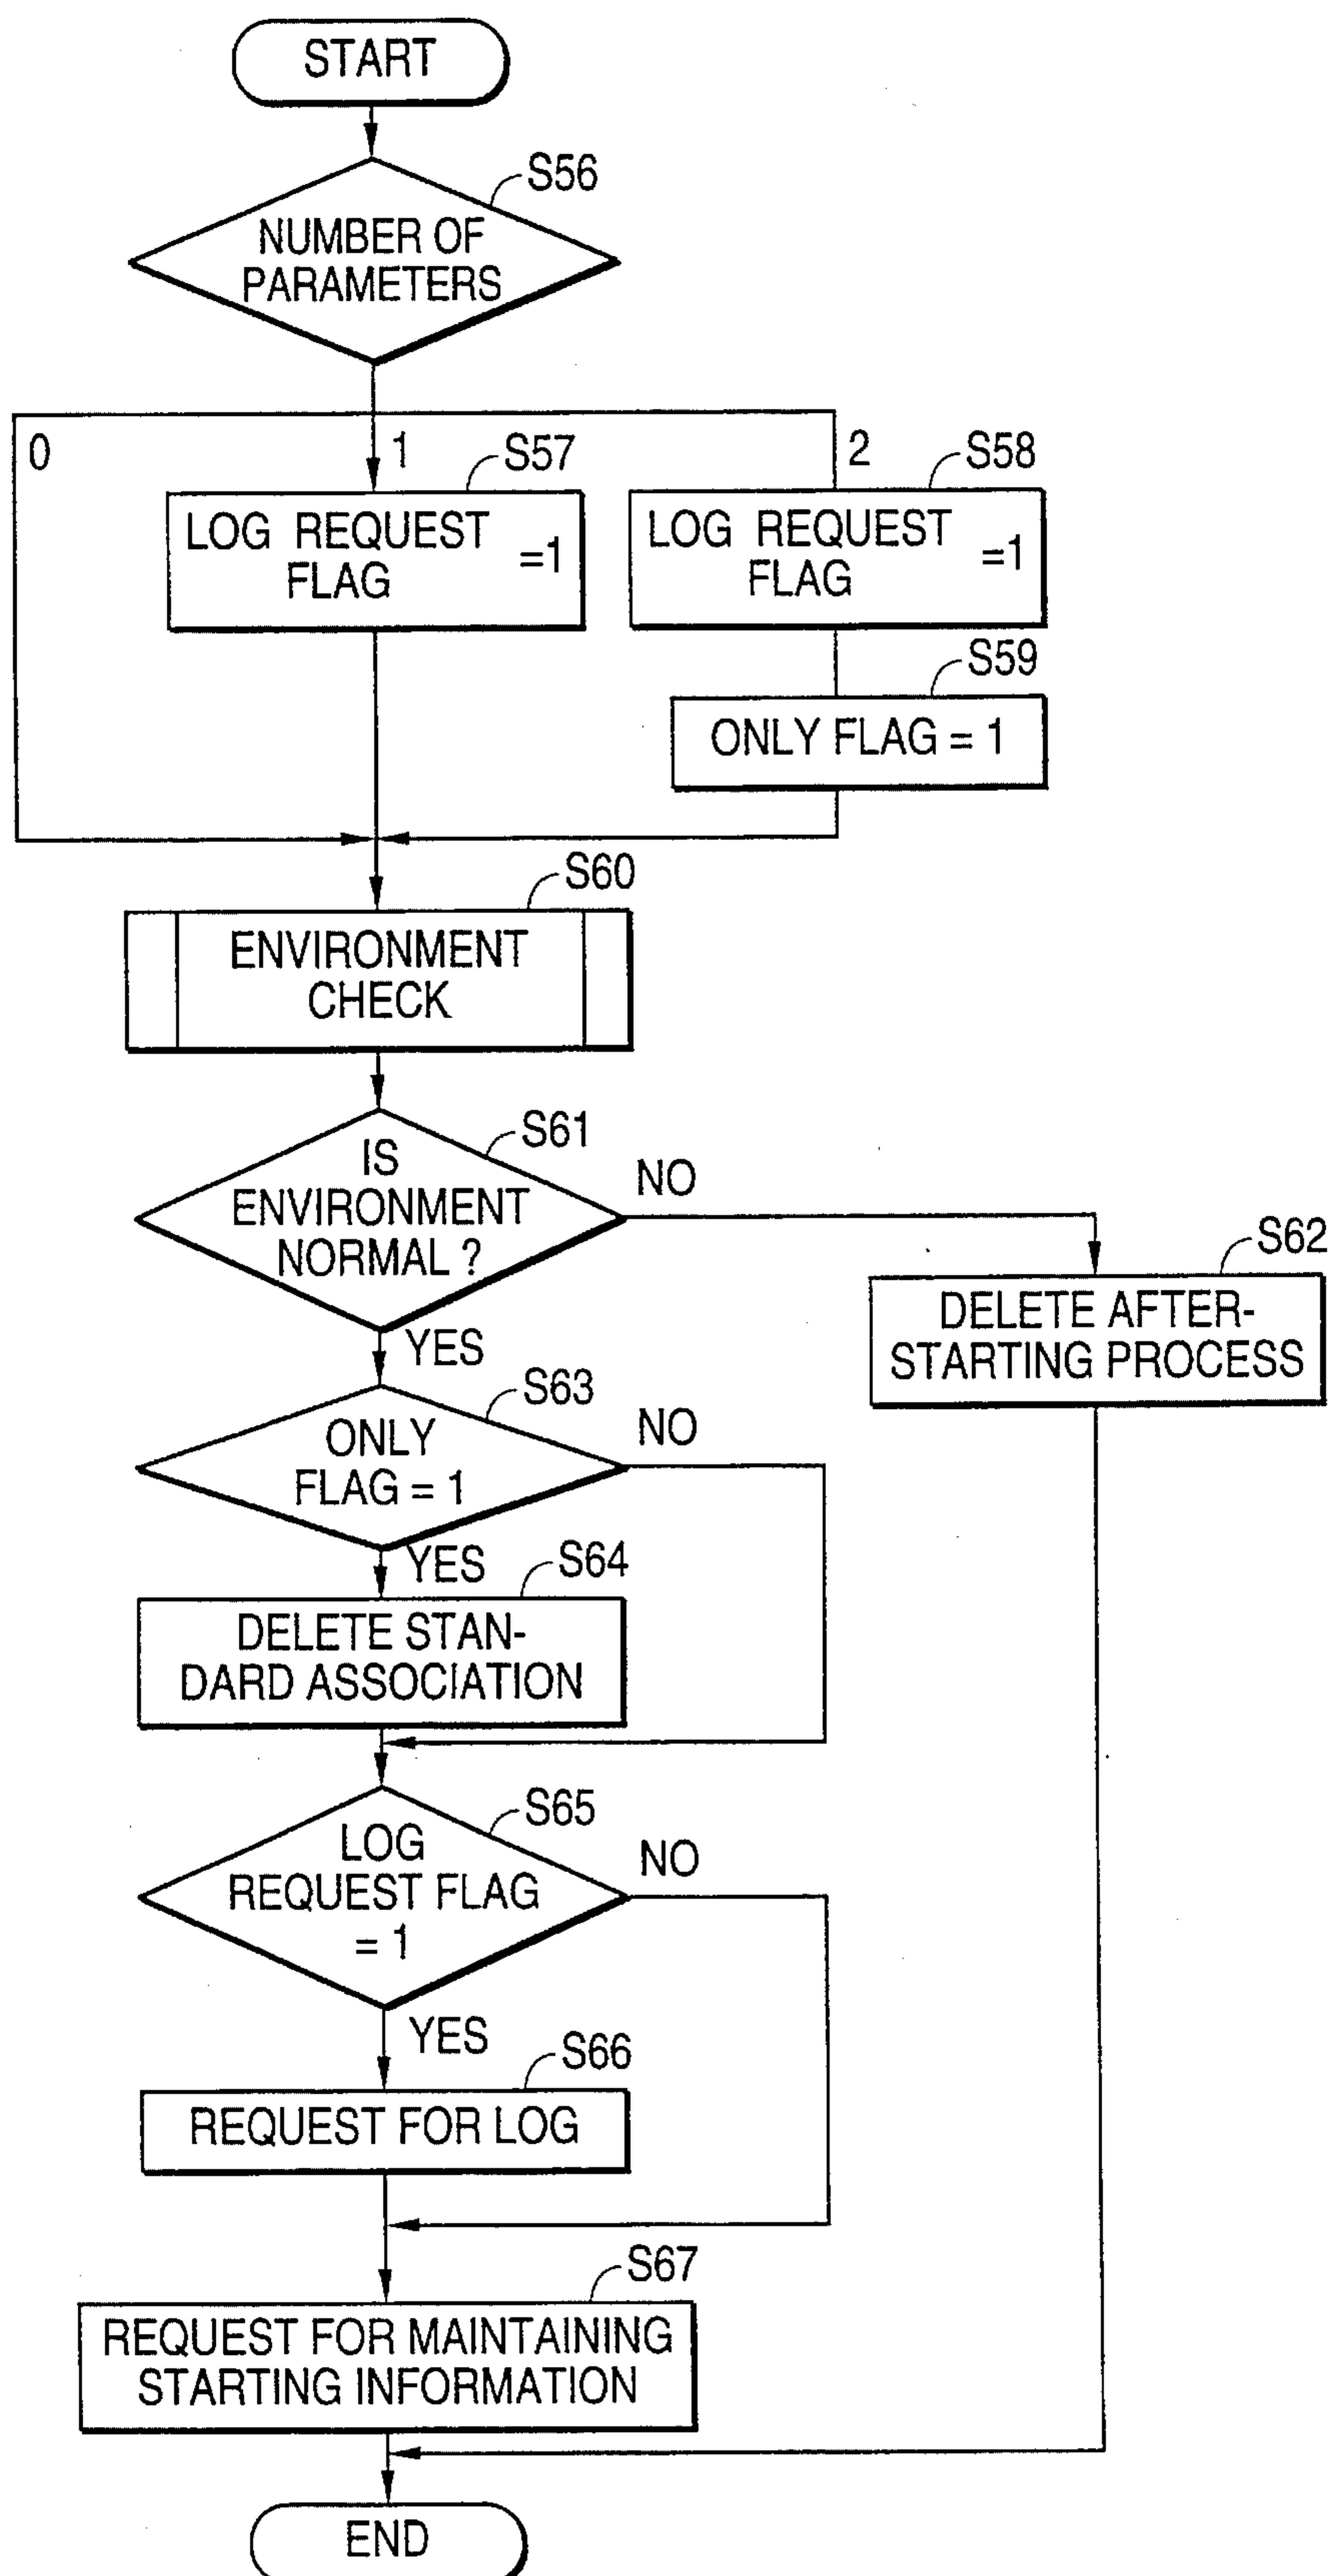 START
S56
NUMBER OF
PARAMETERS
0
1
S57
2
S58
LOG REQUEST
FLAG
=1
LOG REQUEST
FLAG
=1
S59
ONLY FLAG = 1
S60
ENVIRONMENT
CHECK
S61
IS
ENVIRONMENT
NORMAL ?
NO
S62
DELETE AFTER-
STARTING PROCESS
YES
S63
ONLY
FLAG = 1
NO
YES
S64
DELETE STAN-
DARD ASSOCIATION
S65
LOG
REQUEST FLAG
= 1
NO
YES
S66
REQUEST FOR LOG
S67
REQUEST FOR MAINTAINING
STARTING INFORMATION
END